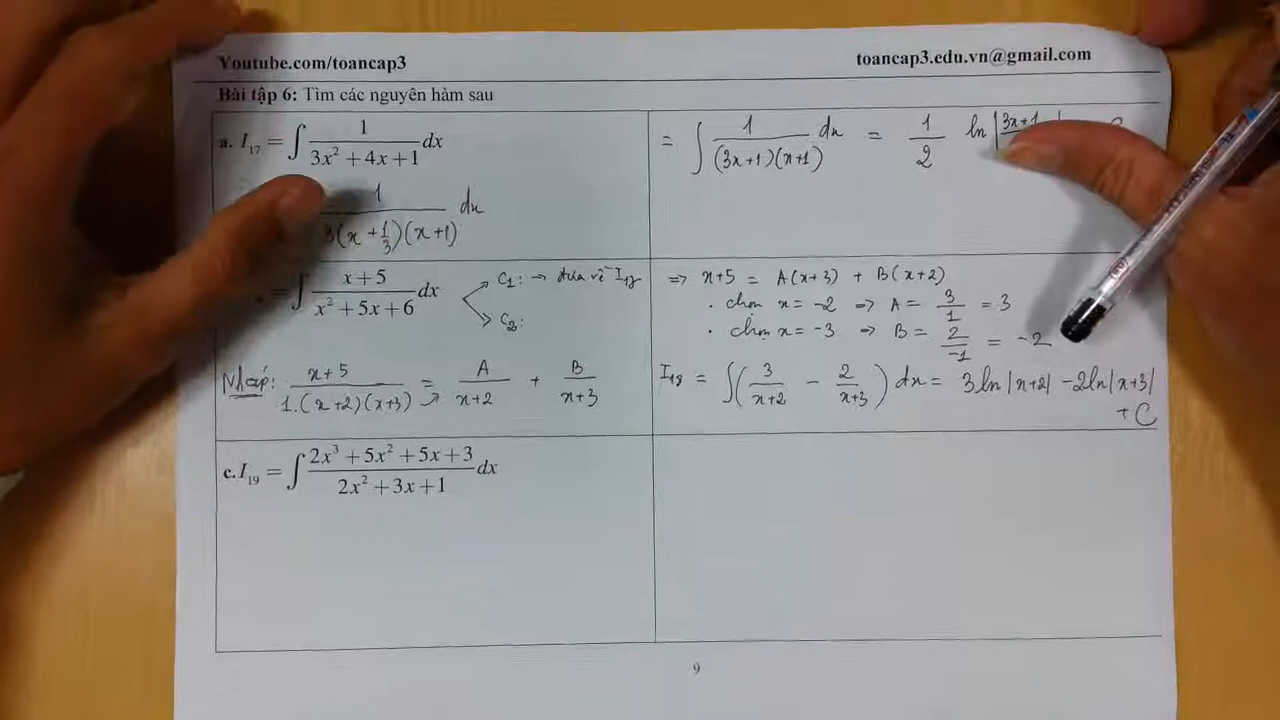 Youtube.com/toancap3
toancap3.edu.vn@gmail.com
Bài tập 6: Tìm các nguyên hàm sau
a. I₁₇ = ∫ 1/(3x² + 4x + 1) dx
1/(3(x + 1/3)(x+1)) dx
= ∫ 1/((3x+1)(x+1)) dx = 1/2 ln |3x+1
= ∫ (x+5)/(x² + 5x + 6) dx
C₁: → đưa về I₁₇
C₂:
Nháp: (x+5)/(1.(x+2)(x+3)) = A/(x+2) + B/(x+3)
⇒ x+5 = A(x+3) + B(x+2)
. chọn x = -2 ⇒ A = 3/1 = 3
. chọn x = -3 ⇒ B = 2/-1 = -2
I₁₈ = ∫(3/(x+2) - 2/(x+3)) dx = 3ln|x+2| -2ln|x+3|
+ C
c. I₁₉ = ∫ (2x³ + 5x² + 5x + 3)/(2x² + 3x + 1) dx
9